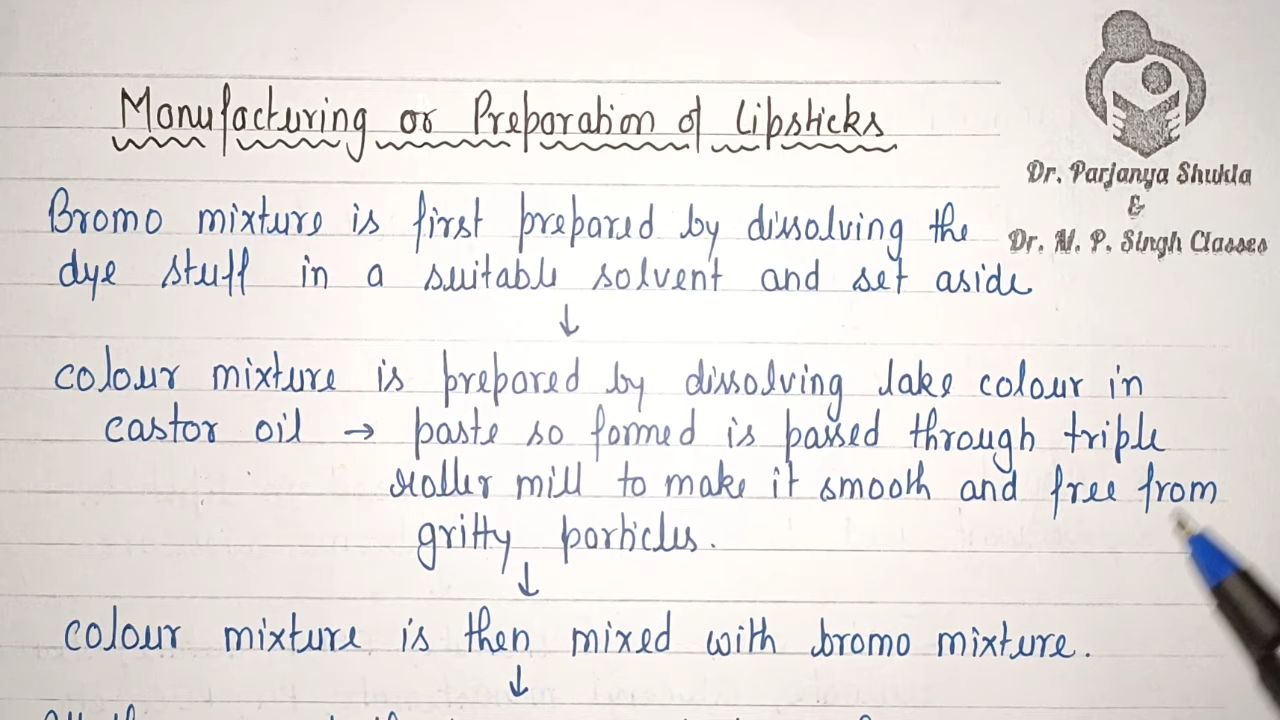 Manufacturing or Preparation of Lipsticks
Dr. Parjanya Shukla
&
Dr. M. P. Singh Classes
Bromo mixture is first prepared by dissolving the
dye stuff in a suitable solvent and set aside
↓
colour mixture is prepared by dissolving lake colour in
castor oil → paste so formed is passed through triple
roller mill to make it smooth and free from
gritty particles.
↓
colour mixture is then mixed with bromo mixture.
↓